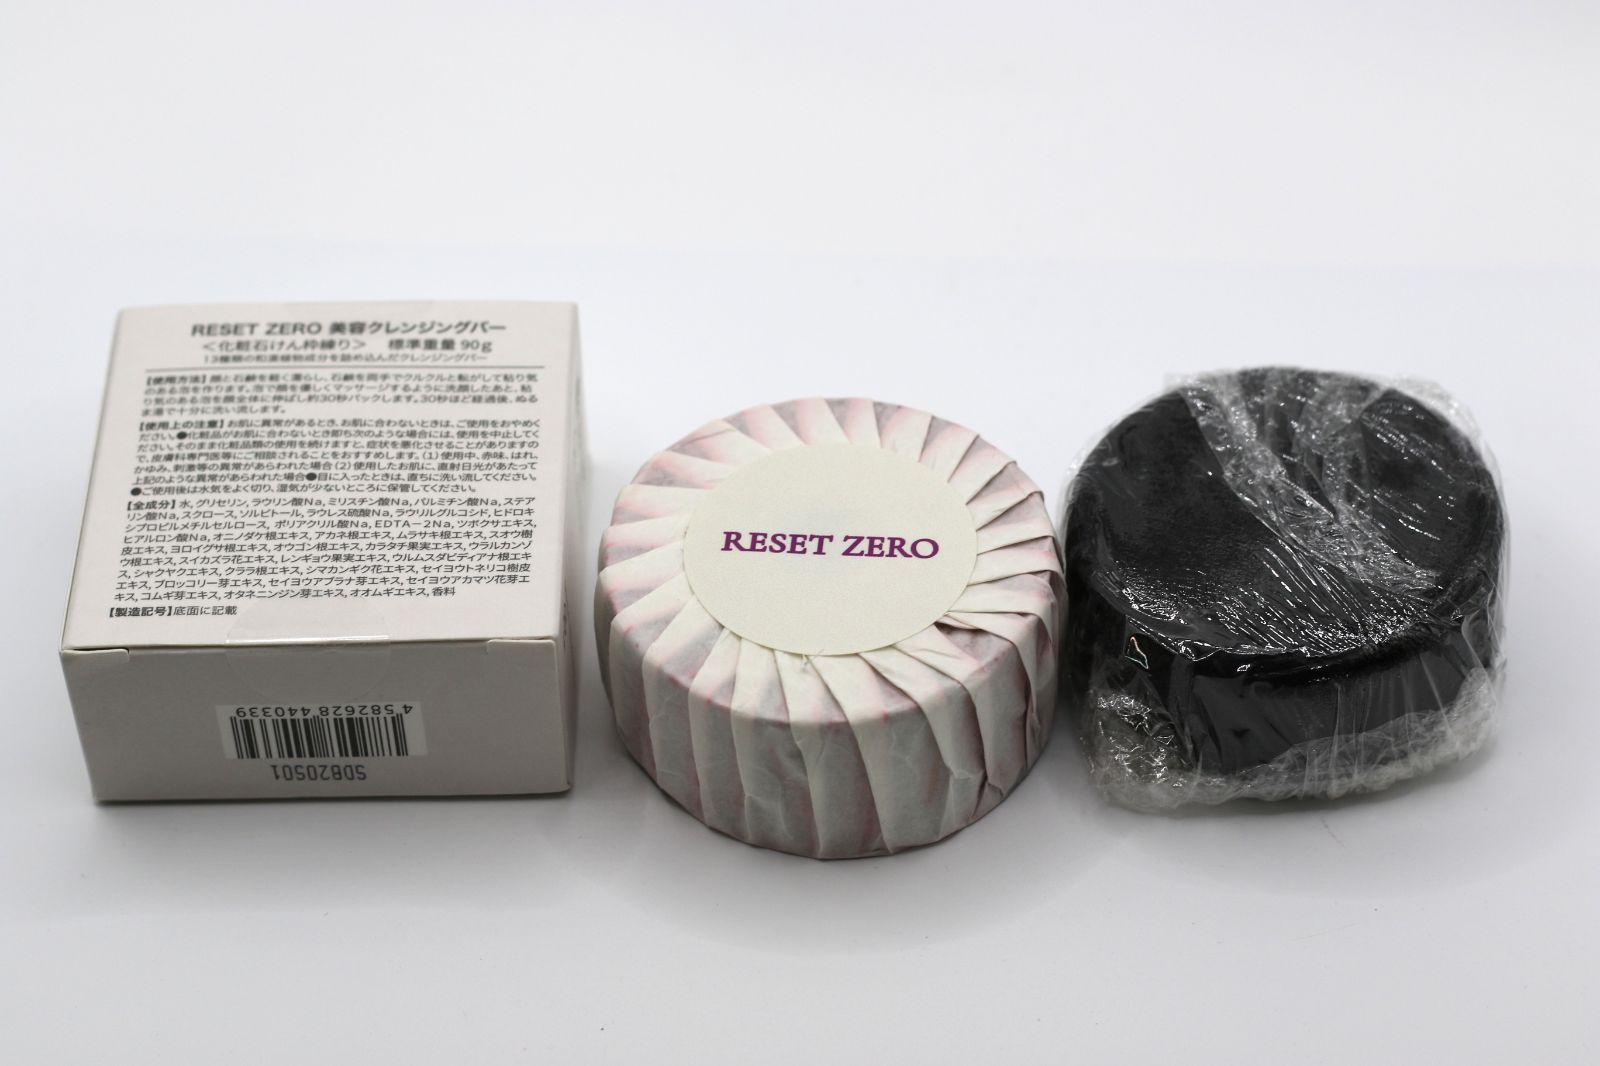 RESET ZERO 美容クレンジングバー
＜化粧石けん枠練り＞ 標準重量 90g
13種類の和漢植物成分を詰め込んだクレンジングバー
【使用方法】顔と石鹸を軽く濡らし、石鹸を両手でクルクルと転がして粘り気
のある泡を作ります。泡で顔を優しくマッサージするように洗顔したあと、粘
り気のある泡を顔全体に伸ばし約30秒パックします。30秒ほど経過後、ぬる
ま湯で十分に洗い流します。
【使用上の注意】お肌に異常があるとき、お肌に合わないときは、ご使用をおやめく
ださい。●化粧品がお肌に合わないとき即ち次のような場合には、使用を中止してく
ださい。そのまま化粧品類の使用を続けますと、症状を悪化させることがありますの
で、皮膚科専門医等にご相談されることをおすすめします。（1）使用中、赤味、はれ、
かゆみ、刺激等の異常があらわれた場合（2）使用したお肌に、直射日光があたって
上記のような異常があらわれた場合●目に入ったときは、直ちに洗い流してください。
●ご使用後は水気をよく切り、湿気が少ないところに保管してください。
【全成分】水, グリセリン, ラウリン酸Na, ミリスチン酸Na, パルミチン酸Na, ステア
リン酸Na, スクロース, ソルビトール, ラウレス硫酸Na, ラウリルグルコシド, ヒドロキ
シプロピルメチルセルロース, ポリアクリル酸Na, EDTA－2Na, ツボクサエキス,
ヒアルロン酸Na, オニノダケ根エキス, アカネ根エキス, ムラサキ根エキス, スオウ樹
皮エキス, ヨロイグサ根エキス, オウゴン根エキス, カラタチ果実エキス, ウラルカンゾ
ウ根エキス, スイカズラ花エキス, レンギョウ果実エキス, ウルムスダビディアナ根エキ
ス, シャクヤクエキス, クララ根エキス, シマカンギク花エキス, セイヨウトネリコ樹皮
エキス, ブロッコリー芽エキス, セイヨウアブラナ芽エキス, セイヨウアカマツ花芽エ
キス, コムギ芽エキス, オタネニンジン芽エキス, オオムギエキス, 香料
【製造記号】底面に記載
4 582628 440339
SDB20S01
RESET ZERO